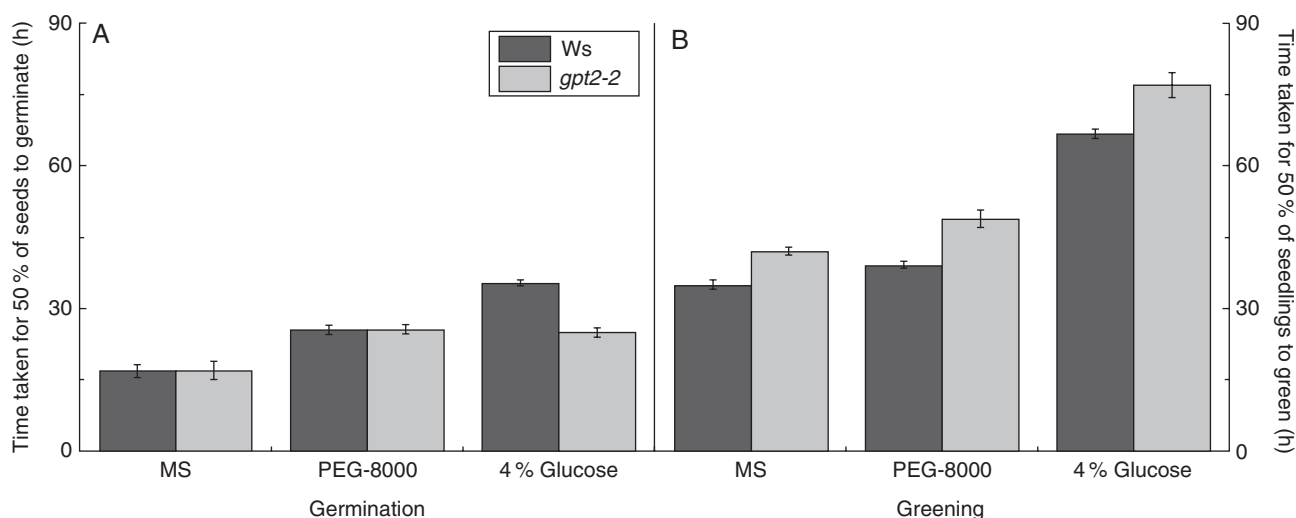 A
B
Ws
gpt2-2
Time taken for 50 % of seeds to germinate (h)
90
60
30
0
MS
PEG-8000
4 % Glucose
Germination
MS
PEG-8000
4 % Glucose
Greening
90
60
30
0
Time taken for 50 % of seedlings to green (h)